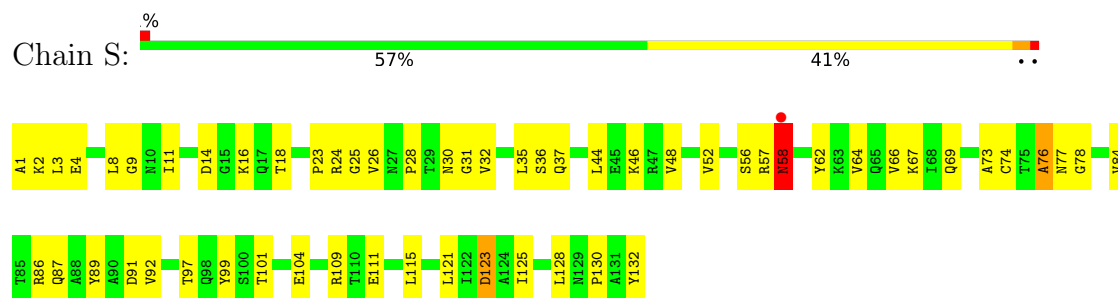 .%
Chain S:
57% 41% ..
A1 K2 L3 E4 L8 G9 N10 I11 D14 G15 K16 Q17 T18 P23 R24 G25 V26 N27 P28 T29 N30 G31 V32 L35 S36 Q37 L44 E45 K46 R47 V48 V52 S56 R57 N58 Y62 K63 V64 Q65 V66 K67 I68 Q69 A73 C74 T75 A76 N77 G78 V84
T85 R86 Q87 A88 Y89 A90 D91 V92 T97 Q98 Y99 S100 T101 E104 R109 T110 E111 L115 L121 I122 D123 A124 I125 L128 N129 P130 A131 Y132